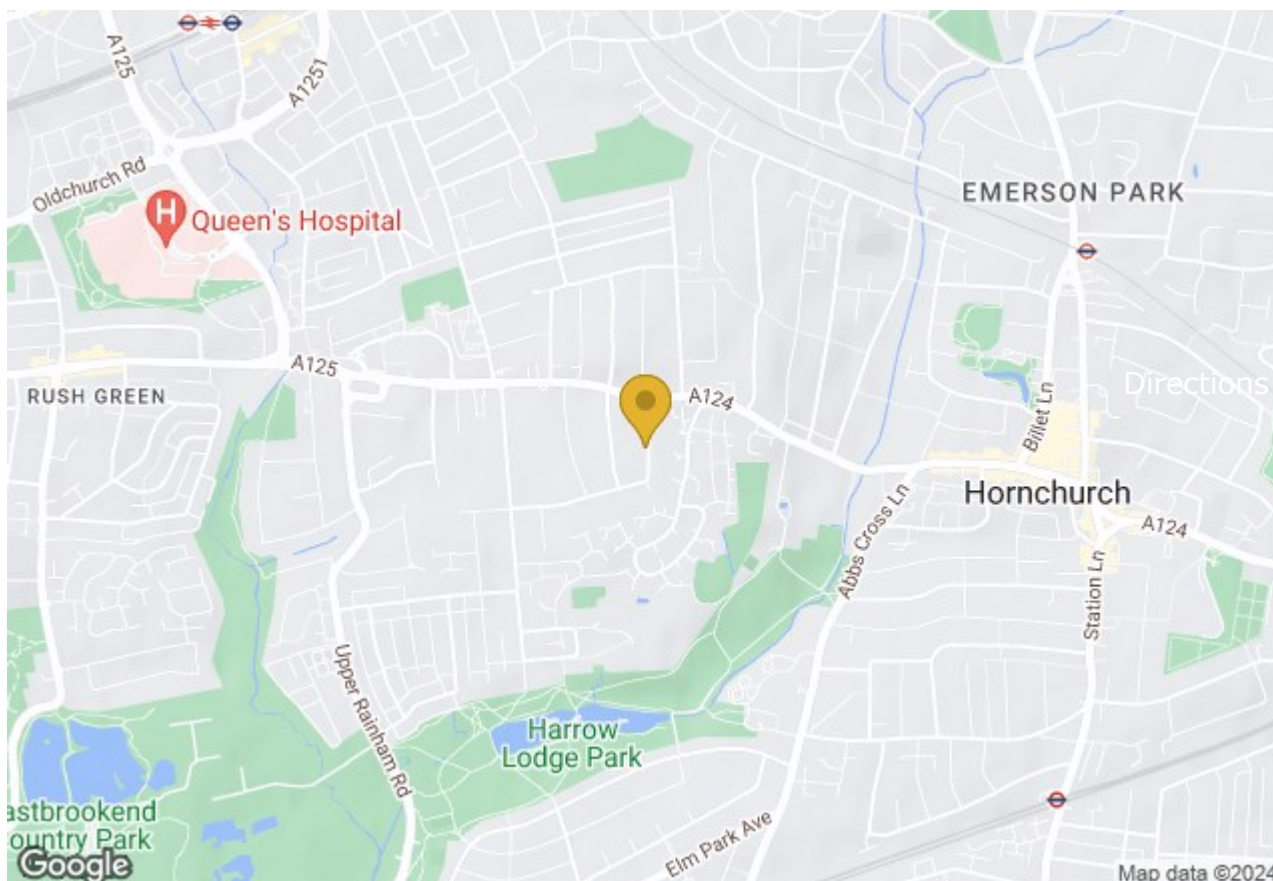 A125
A1251
Oldchurch Rd
H
Queen's Hospital
EMERSON PARK
A125
RUSH GREEN
A124
Directions
Billet Ln
Hornchurch
Abbs Cross Ln
A124
Station Ln
Upper Rainham Rd
Harrow
Lodge Park
astbrookend
ountry Park
Elm Park Ave
Google
Map data ©2024